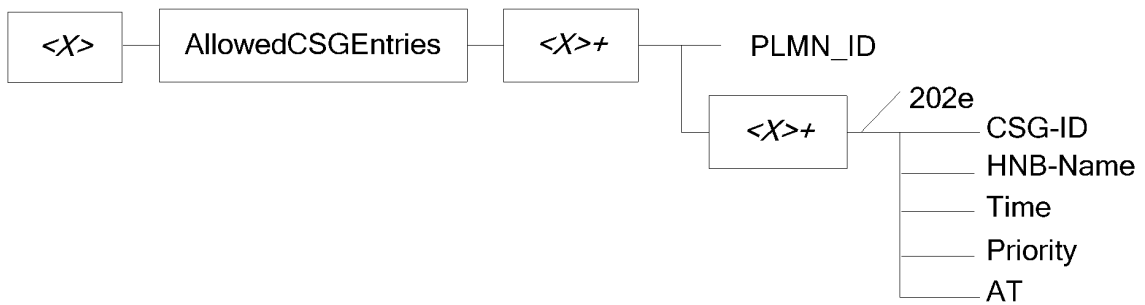 <X> AllowedCSGEntries <X>+ PLMN_ID
<X>+ 202e
CSG-ID
HNB-Name
Time
Priority
AT